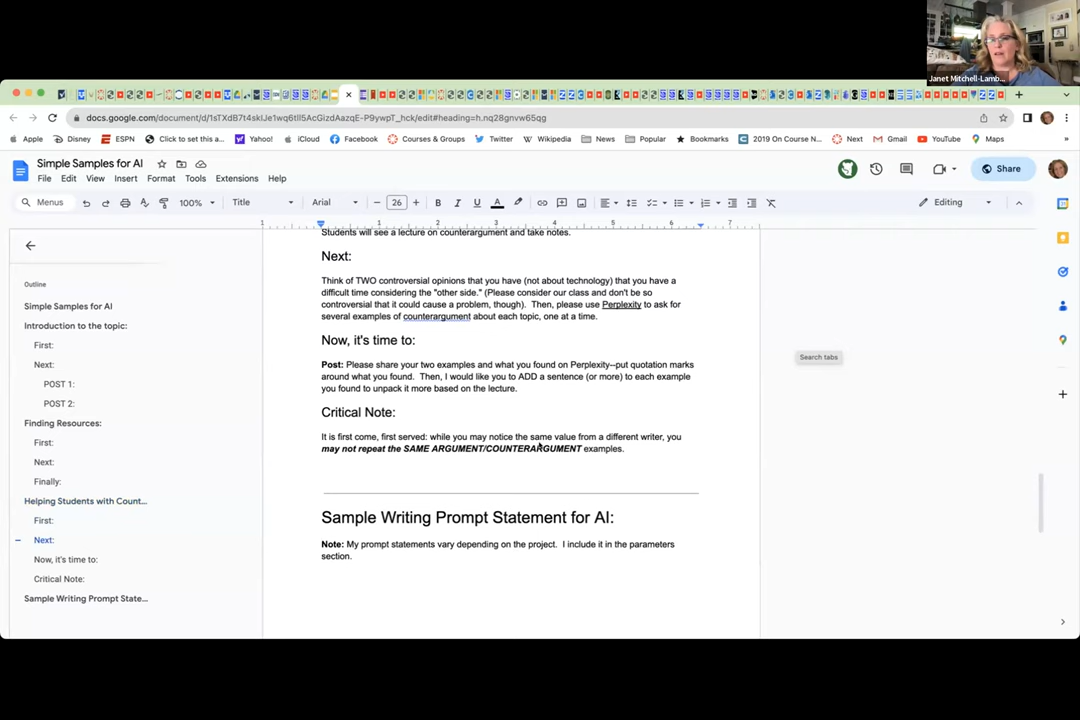 Janet Mitchell-Lamb...
docs.google.com/document/d/1sTXdB7t4skIJe1wq6tIl5AcGizdAazqE-P9ywpT_hck/edit#heading=h.nq28gnvw65qg
Apple Disney ESPN Click to set this a... Yahoo! iCloud Facebook Courses & Groups Twitter Wikipedia News Popular Bookmarks 2019 On Course N... Next Gmail YouTube Maps
Simple Samples for AI
File Edit View Insert Format Tools Extensions Help
Share
Menus 100% Title Arial 26 B I U A Editing
1 1 2 3 4 5 6 7
Outline
Simple Samples for AI
Introduction to the topic:
First:
Next:
POST 1:
POST 2:
Finding Resources:
First:
Next:
Finally:
Helping Students with Count...
First:
Next:
Now, it's time to:
Critical Note:
Sample Writing Prompt State...
Students will see a lecture on counterargument and take notes.
Next:
Think of TWO controversial opinions that you have (not about technology) that you have a
difficult time considering the "other side." (Please consider our class and don't be so
controversial that it could cause a problem, though). Then, please use Perplexity to ask for
several examples of counterargument about each topic, one at a time.
Now, it's time to:
Post: Please share your two examples and what you found on Perplexity--put quotation marks
around what you found. Then, I would like you to ADD a sentence (or more) to each example
you found to unpack it more based on the lecture.
Critical Note:
It is first come, first served: while you may notice the same value from a different writer, you
may not repeat the SAME ARGUMENT/COUNTERARGUMENT examples.
Sample Writing Prompt Statement for AI:
Note: My prompt statements vary depending on the project. I include it in the parameters
section.
Search tabs